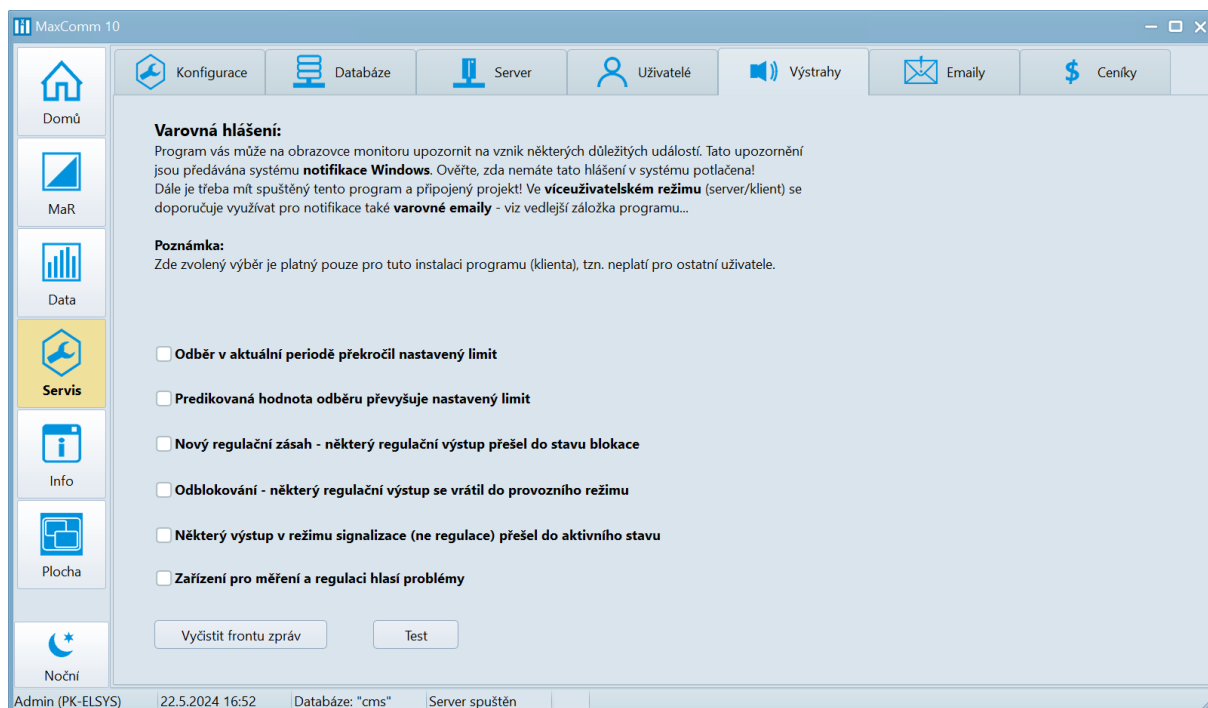 MaxComm 10
Konfigurace
Databáze
Server
Uživatelé
Výstrahy
Emaily
Ceníky
Domů
MaR
Data
Servis
Info
Plocha
Noční
Varovná hlášení:
Program vás může na obrazovce monitoru upozornit na vznik některých důležitých událostí. Tato upozornění
jsou předávána systému notifikace Windows. Ověřte, zda nemáte tato hlášení v systému potlačena!
Dále je třeba mít spuštěný tento program a připojený projekt! Ve víceuživatelském režimu (server/klient) se
doporučuje využívat pro notifikace také varovné emaily - viz vedlejší záložka programu...
Poznámka:
Zde zvolený výběr je platný pouze pro tuto instalaci programu (klienta), tzn. neplatí pro ostatní uživatele.
Odběr v aktuální periodě překročil nastavený limit
Predikovaná hodnota odběru převyšuje nastavený limit
Nový regulační zásah - některý regulační výstup přešel do stavu blokace
Odblokování - některý regulační výstup se vrátil do provozního režimu
Některý výstup v režimu signalizace (ne regulace) přešel do aktivního stavu
Zařízení pro měření a regulaci hlasí problémy
Vyčistit frontu zpráv
Test
Admin (PK-ELSYS)
22.5.2024 16:52
Databáze: "cms"
Server spuštěn